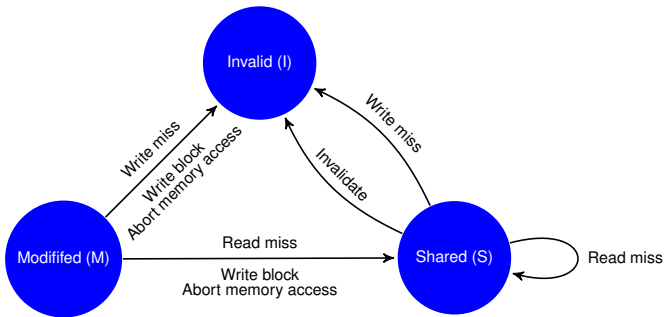 Invalid (I)
Write miss
Write miss
Write block
Abort memory access
Invalidate
Modififed (M)
Read miss
Shared (S)
Read miss
Write block
Abort memory access